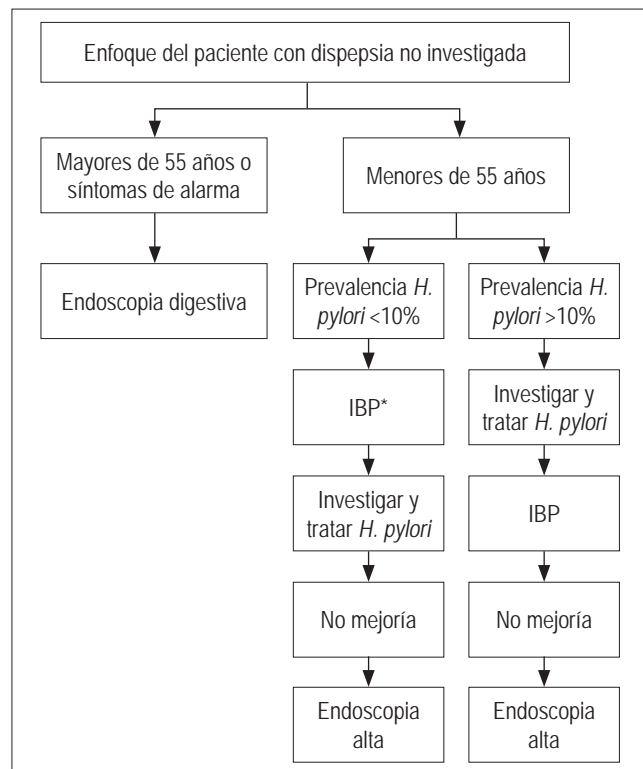 Enfoque del paciente con dispepsia no investigada
Mayores de 55 años o
síntomas de alarma
Menores de 55 años
Endoscopia digestiva
Prevalencia H.
pylori <10%
Prevalencia H.
pylori >10%
IBP*
Investigar y
tratar H. pylori
Investigar y
tratar H. pylori
IBP
No mejoría
No mejoría
Endoscopia
alta
Endoscopia
alta